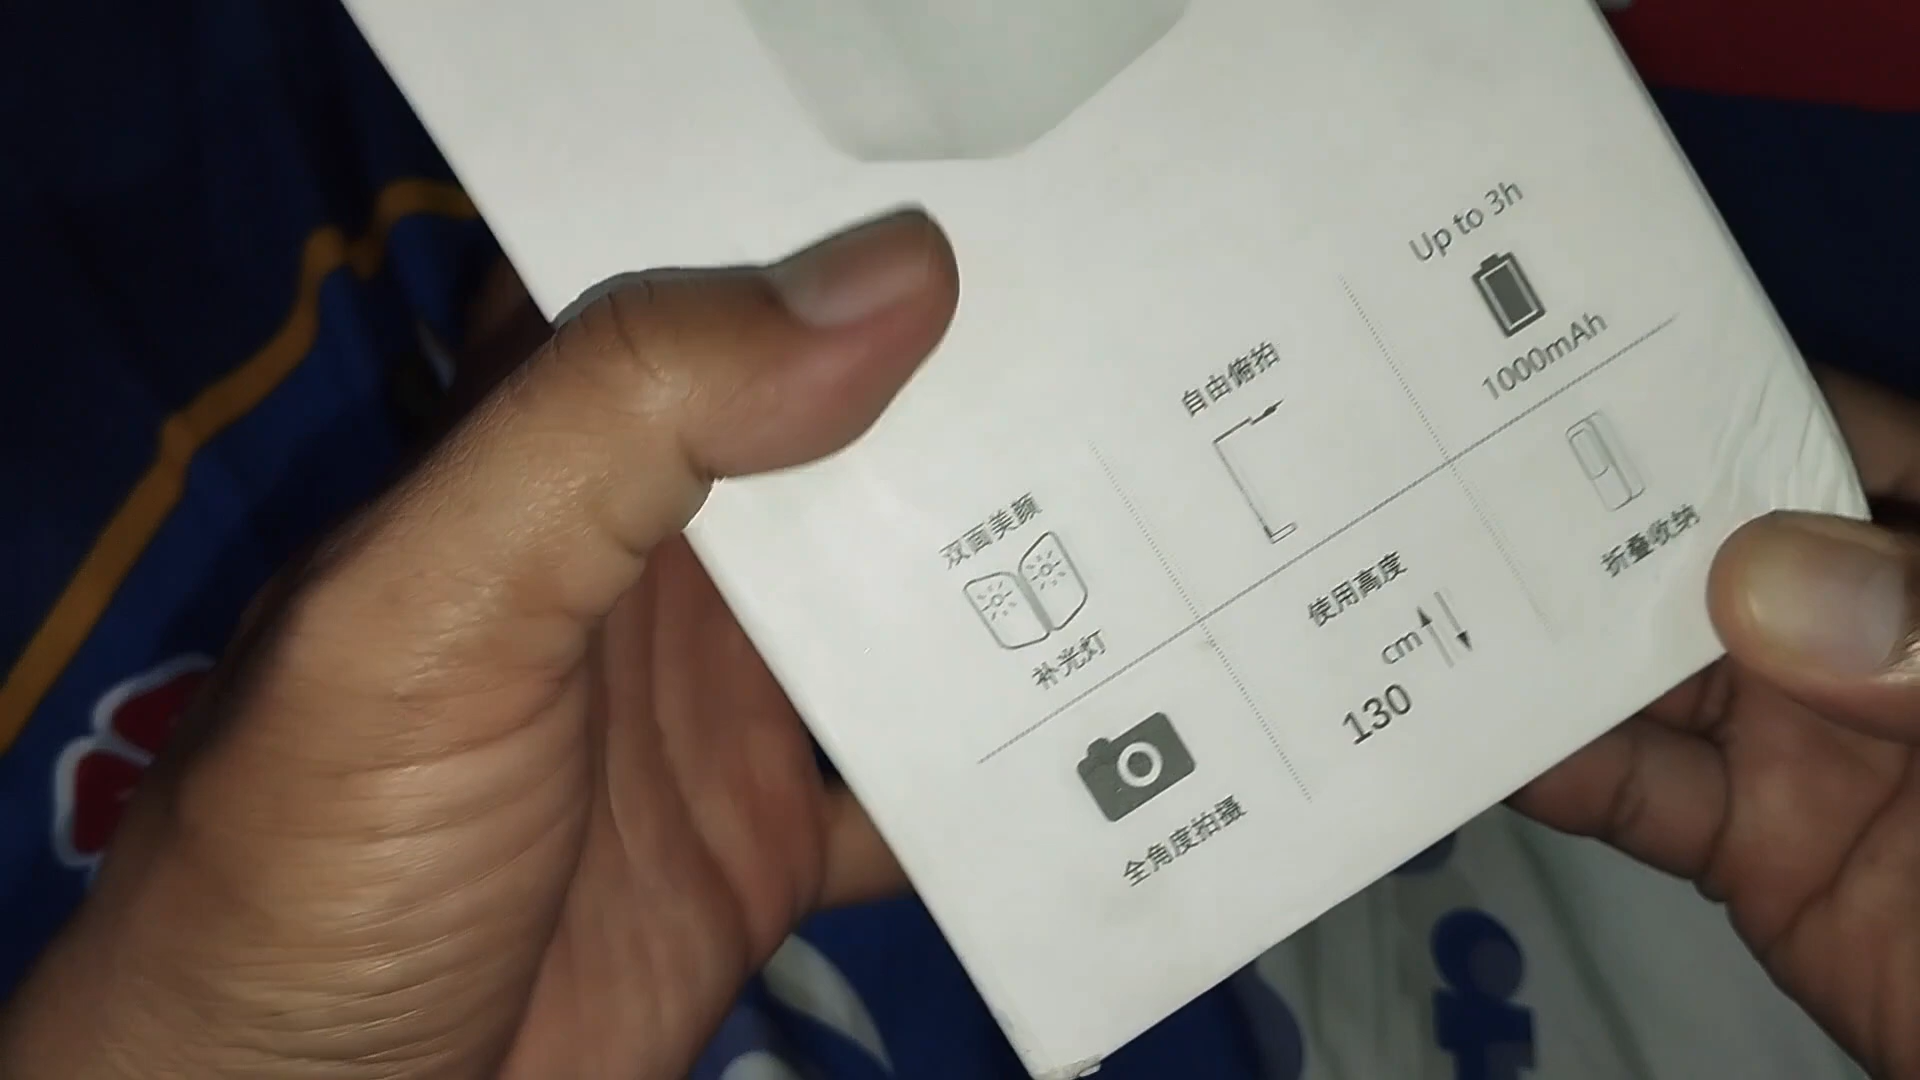 双面美颜
补光灯
自由俯拍
Up to 3h
1000mAh
全角度拍摄
使用高度
cm
130
折叠收纳